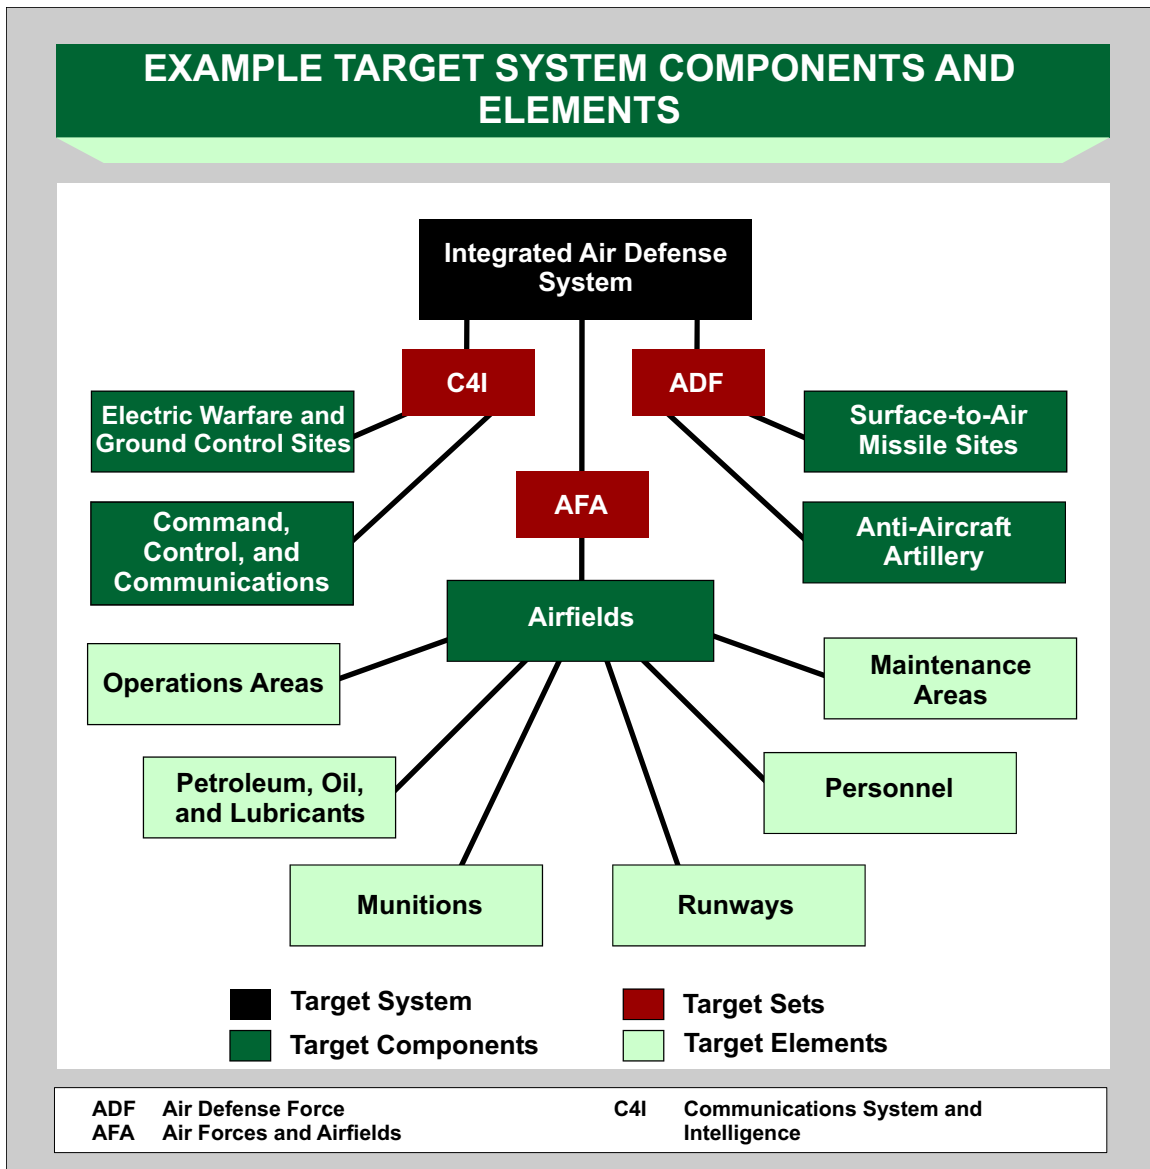 EXAMPLE TARGET SYSTEM COMPONENTS AND
ELEMENTS
Integrated Air Defense
System
C4I
ADF
Electric Warfare and
Ground Control Sites
Surface-to-Air
Missile Sites
AFA
Command,
Control, and
Communications
Anti-Aircraft
Artillery
Airfields
Operations Areas
Maintenance
Areas
Petroleum, Oil,
and Lubricants
Personnel
Munitions
Runways
Target System
Target Sets
Target Components
Target Elements
ADF Air Defense Force
AFA Air Forces and Airfields
C4I Communications System and
Intelligence